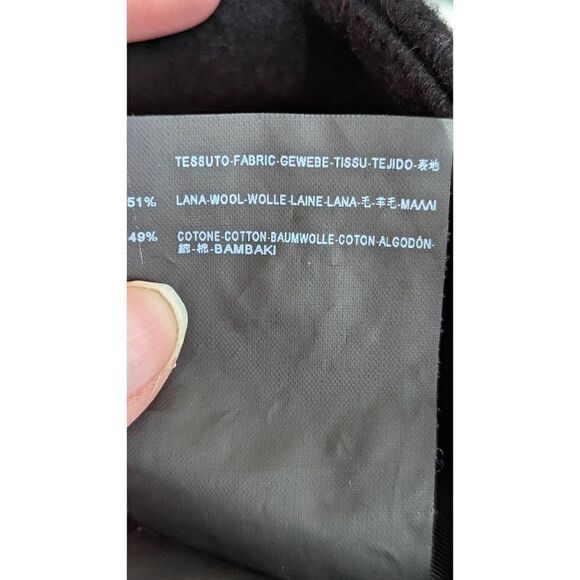 TESSUTO-FABRIC-GEWEBE-TISSU-TEJIDO-表地
51% LANA-WOOL-WOLLE-LAINE-LANA-毛-羊毛-ΜΑΛΛΙ
49% COTONE-COTTON-BAUMWOLLE-COTON-ALGODÓN-
綿-棉-BAMBAKI